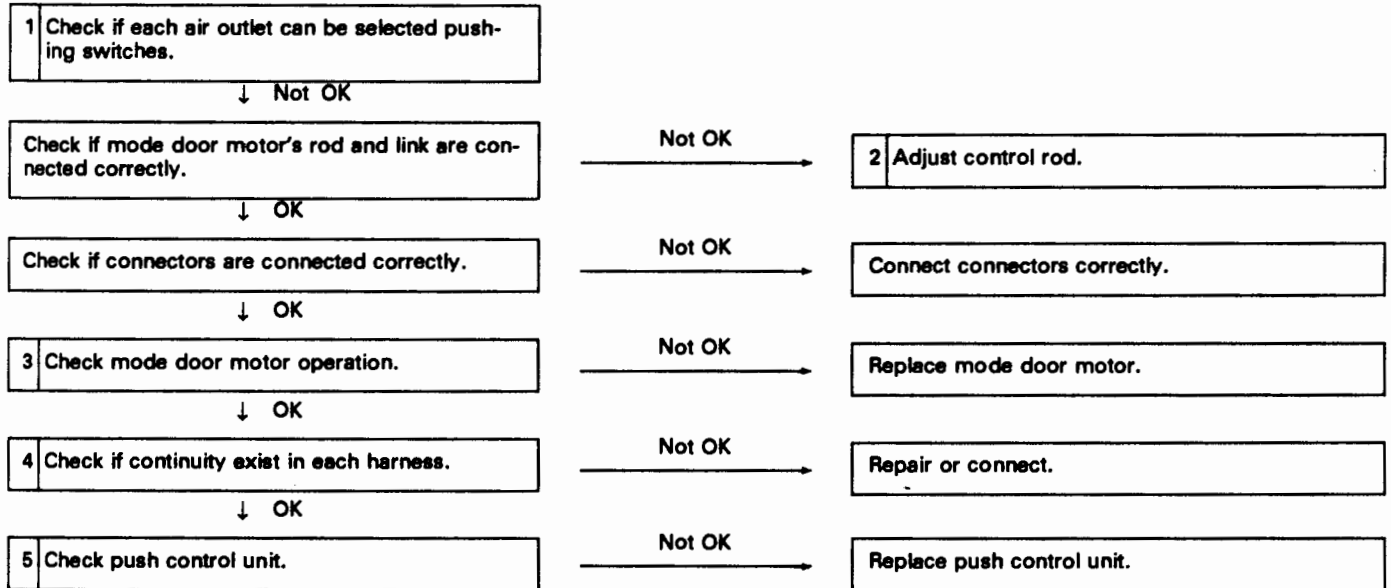 1 Check if each air outlet can be selected push-
ing switches.
↓ Not OK
Check if mode door motor's rod and link are con-
nected correctly.
Not OK
2 Adjust control rod.
↓ OK
Check if connectors are connected correctly.
Not OK
Connect connectors correctly.
↓ OK
3 Check mode door motor operation.
Not OK
Replace mode door motor.
↓ OK
4 Check if continuity exist in each harness.
Not OK
Repair or connect.
↓ OK
5 Check push control unit.
Not OK
Replace push control unit.